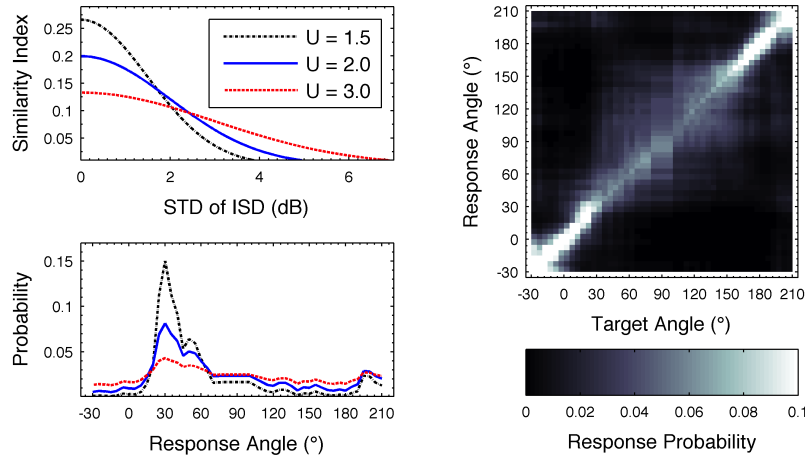 0.25
0.20
0.15
0.10
0.05
Similarity Index
U = 1.5
U = 2.0
U = 3.0
0 2 4 6
STD of ISD (dB)
0.15
0.10
0.05
Probability
-30 0 30 60 90 120 150 180 210
Response Angle (°)
210
180
150
120
90
60
30
0
-30
Response Angle (°)
-30 0 30 60 90 120 150 180 210
Target Angle (°)
0 0.02 0.04 0.06 0.08 0.1
Response Probability